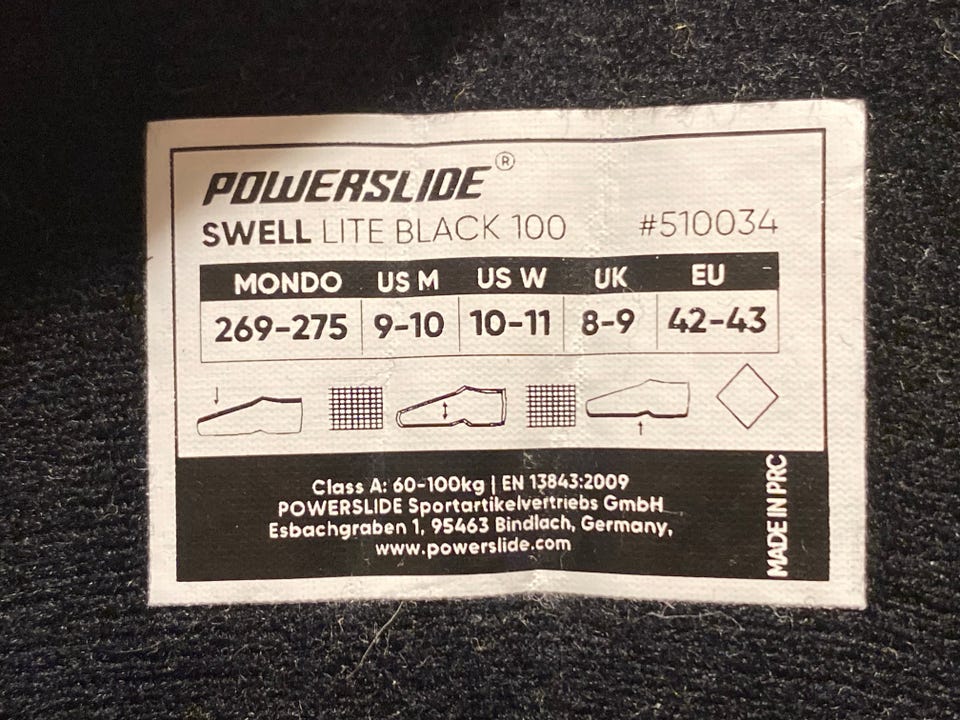 POWERSLIDE®
SWELL LITE BLACK 100 #510034
MONDO US M US W UK EU
269-275 9-10 10-11 8-9 42-43
Class A: 60-100kg | EN 13843:2009
POWERSLIDE Sportartikelvertriebs GmbH
Esbachgraben 1, 95463 Bindlach, Germany,
www.powerslide.com
MADE IN PRC